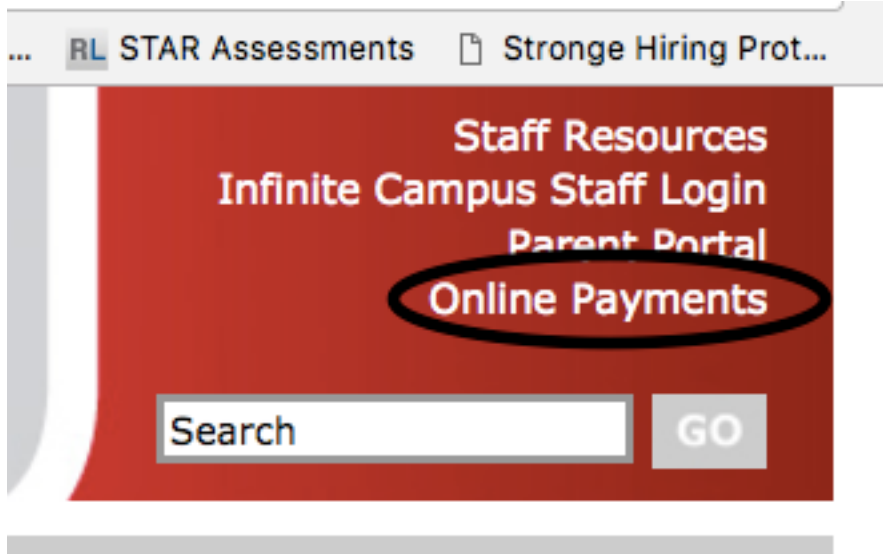 ... RL STAR Assessments Stronge Hiring Prot...
Staff Resources
Infinite Campus Staff Login
Parent Portal
Online Payments
Search GO